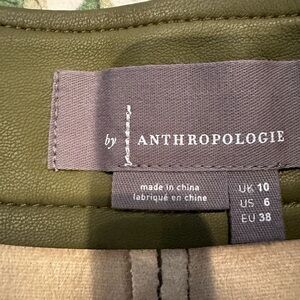 by ANTHROPOLOGIE
made in china
fabriqué en chine
UK 10
US 6
EU 38